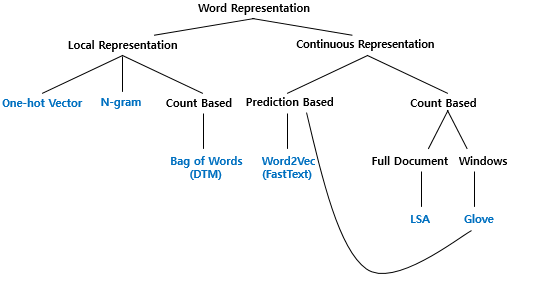 Word Representation
Local Representation
Continuous Representation
One-hot Vector
N-gram
Count Based
Prediction Based
Count Based
Bag of Words
(DTM)
Word2Vec
(FastText)
Full Document
Windows
LSA
Glove